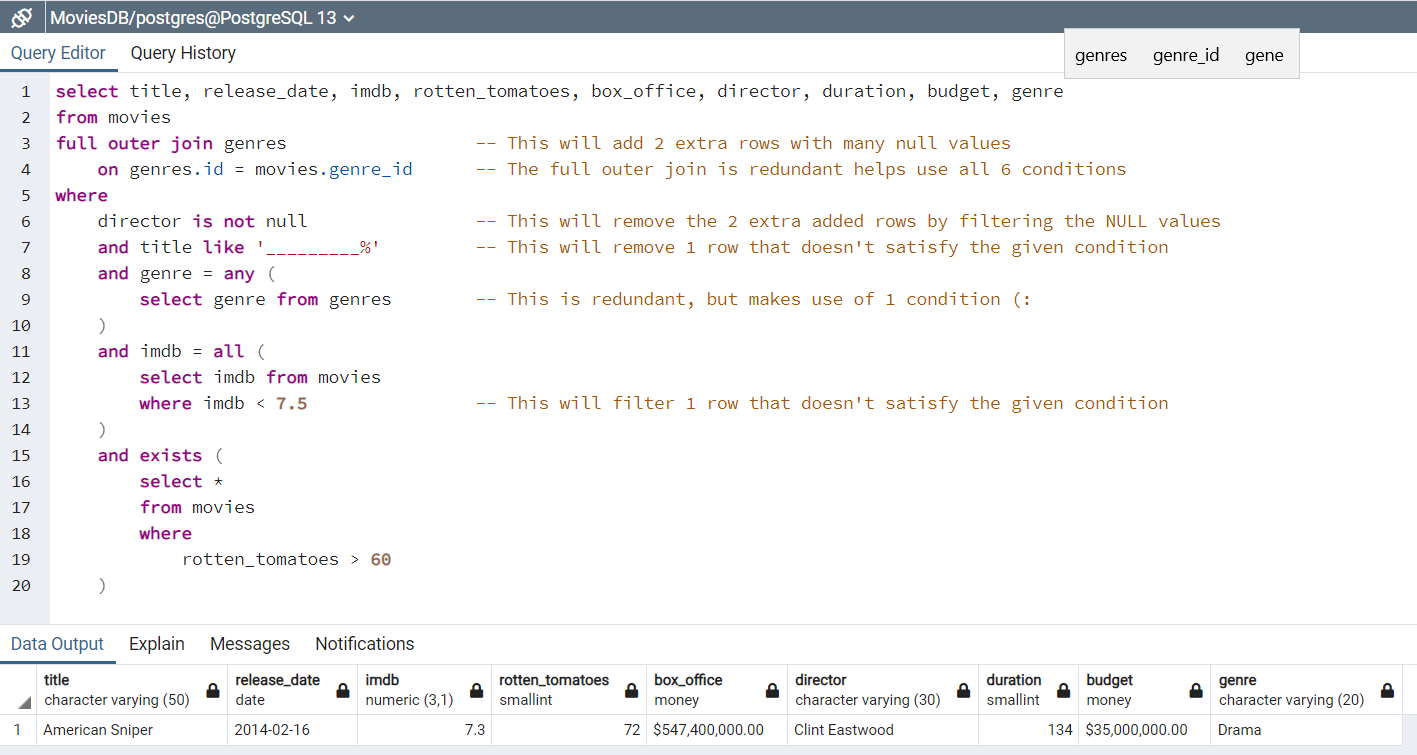 MoviesDB/postgres@PostgreSQL 13
Query Editor Query History
genres genre_id gene
1 select title, release_date, imdb, rotten_tomatoes, box_office, director, duration, budget, genre
2 from movies
3 full outer join genres -- This will add 2 extra rows with many null values
4 on genres.id = movies.genre_id -- The full outer join is redundant helps use all 6 conditions
5 where
6 director is not null -- This will remove the 2 extra added rows by filtering the NULL values
7 and title like '_________%' -- This will remove 1 row that doesn't satisfy the given condition
8 and genre = any (
9 select genre from genres -- This is redundant, but makes use of 1 condition (:
10 )
11 and imdb = all (
12 select imdb from movies
13 where imdb < 7.5 -- This will filter 1 row that doesn't satisfy the given condition
14 )
15 and exists (
16 select *
17 from movies
18 where
19 rotten_tomatoes > 60
20 )
Data Output Explain Messages Notifications
title release_date imdb rotten_tomatoes box_office director duration budget genre
character varying (50) date numeric (3,1) smallint money character varying (30) smallint money character varying (20)
1 American Sniper 2014-02-16 7.3 72 $547,400,000.00 Clint Eastwood 134 $35,000,000.00 Drama